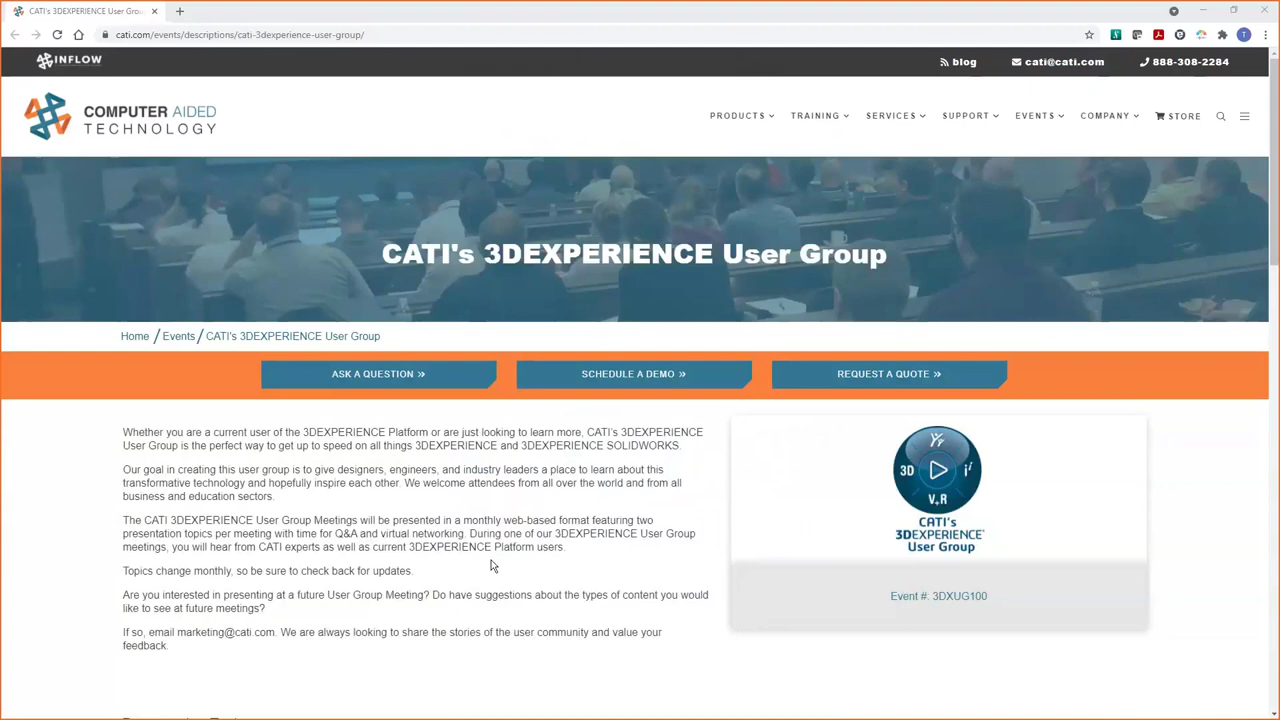 CATI's 3DEXPERIENCE User Grou
cati.com/events/descriptions/cati-3dexperience-user-group/
T
INFLOW
blog
cati@cati.com
888-308-2284
COMPUTER AIDED
TECHNOLOGY
PRODUCTS
TRAINING
SERVICES
SUPPORT
EVENTS
COMPANY
STORE
CATI's 3DEXPERIENCE User Group
Home / Events / CATI's 3DEXPERIENCE User Group
ASK A QUESTION »
SCHEDULE A DEMO »
REQUEST A QUOTE »
Whether you are a current user of the 3DEXPERIENCE Platform or are just looking to learn more, CATI's 3DEXPERIENCE
User Group is the perfect way to get up to speed on all things 3DEXPERIENCE and 3DEXPERIENCE SOLIDWORKS.
Our goal in creating this user group is to give designers, engineers, and industry leaders a place to learn about this
transformative technology and hopefully inspire each other. We welcome attendees from all over the world and from all
business and education sectors.
The CATI 3DEXPERIENCE User Group Meetings will be presented in a monthly web-based format featuring two
presentation topics per meeting with time for Q&A and virtual networking. During one of our 3DEXPERIENCE User Group
meetings, you will hear from CATI experts as well as current 3DEXPERIENCE Platform users.
Topics change monthly, so be sure to check back for updates.
Are you interested in presenting at a future User Group Meeting? Do have suggestions about the types of content you would
like to see at future meetings?
If so, email marketing@cati.com. We are always looking to share the stories of the user community and value your
feedback.
3D
V,R
CATI's
3DEXPERIENCE
User Group
Event #: 3DXUG100